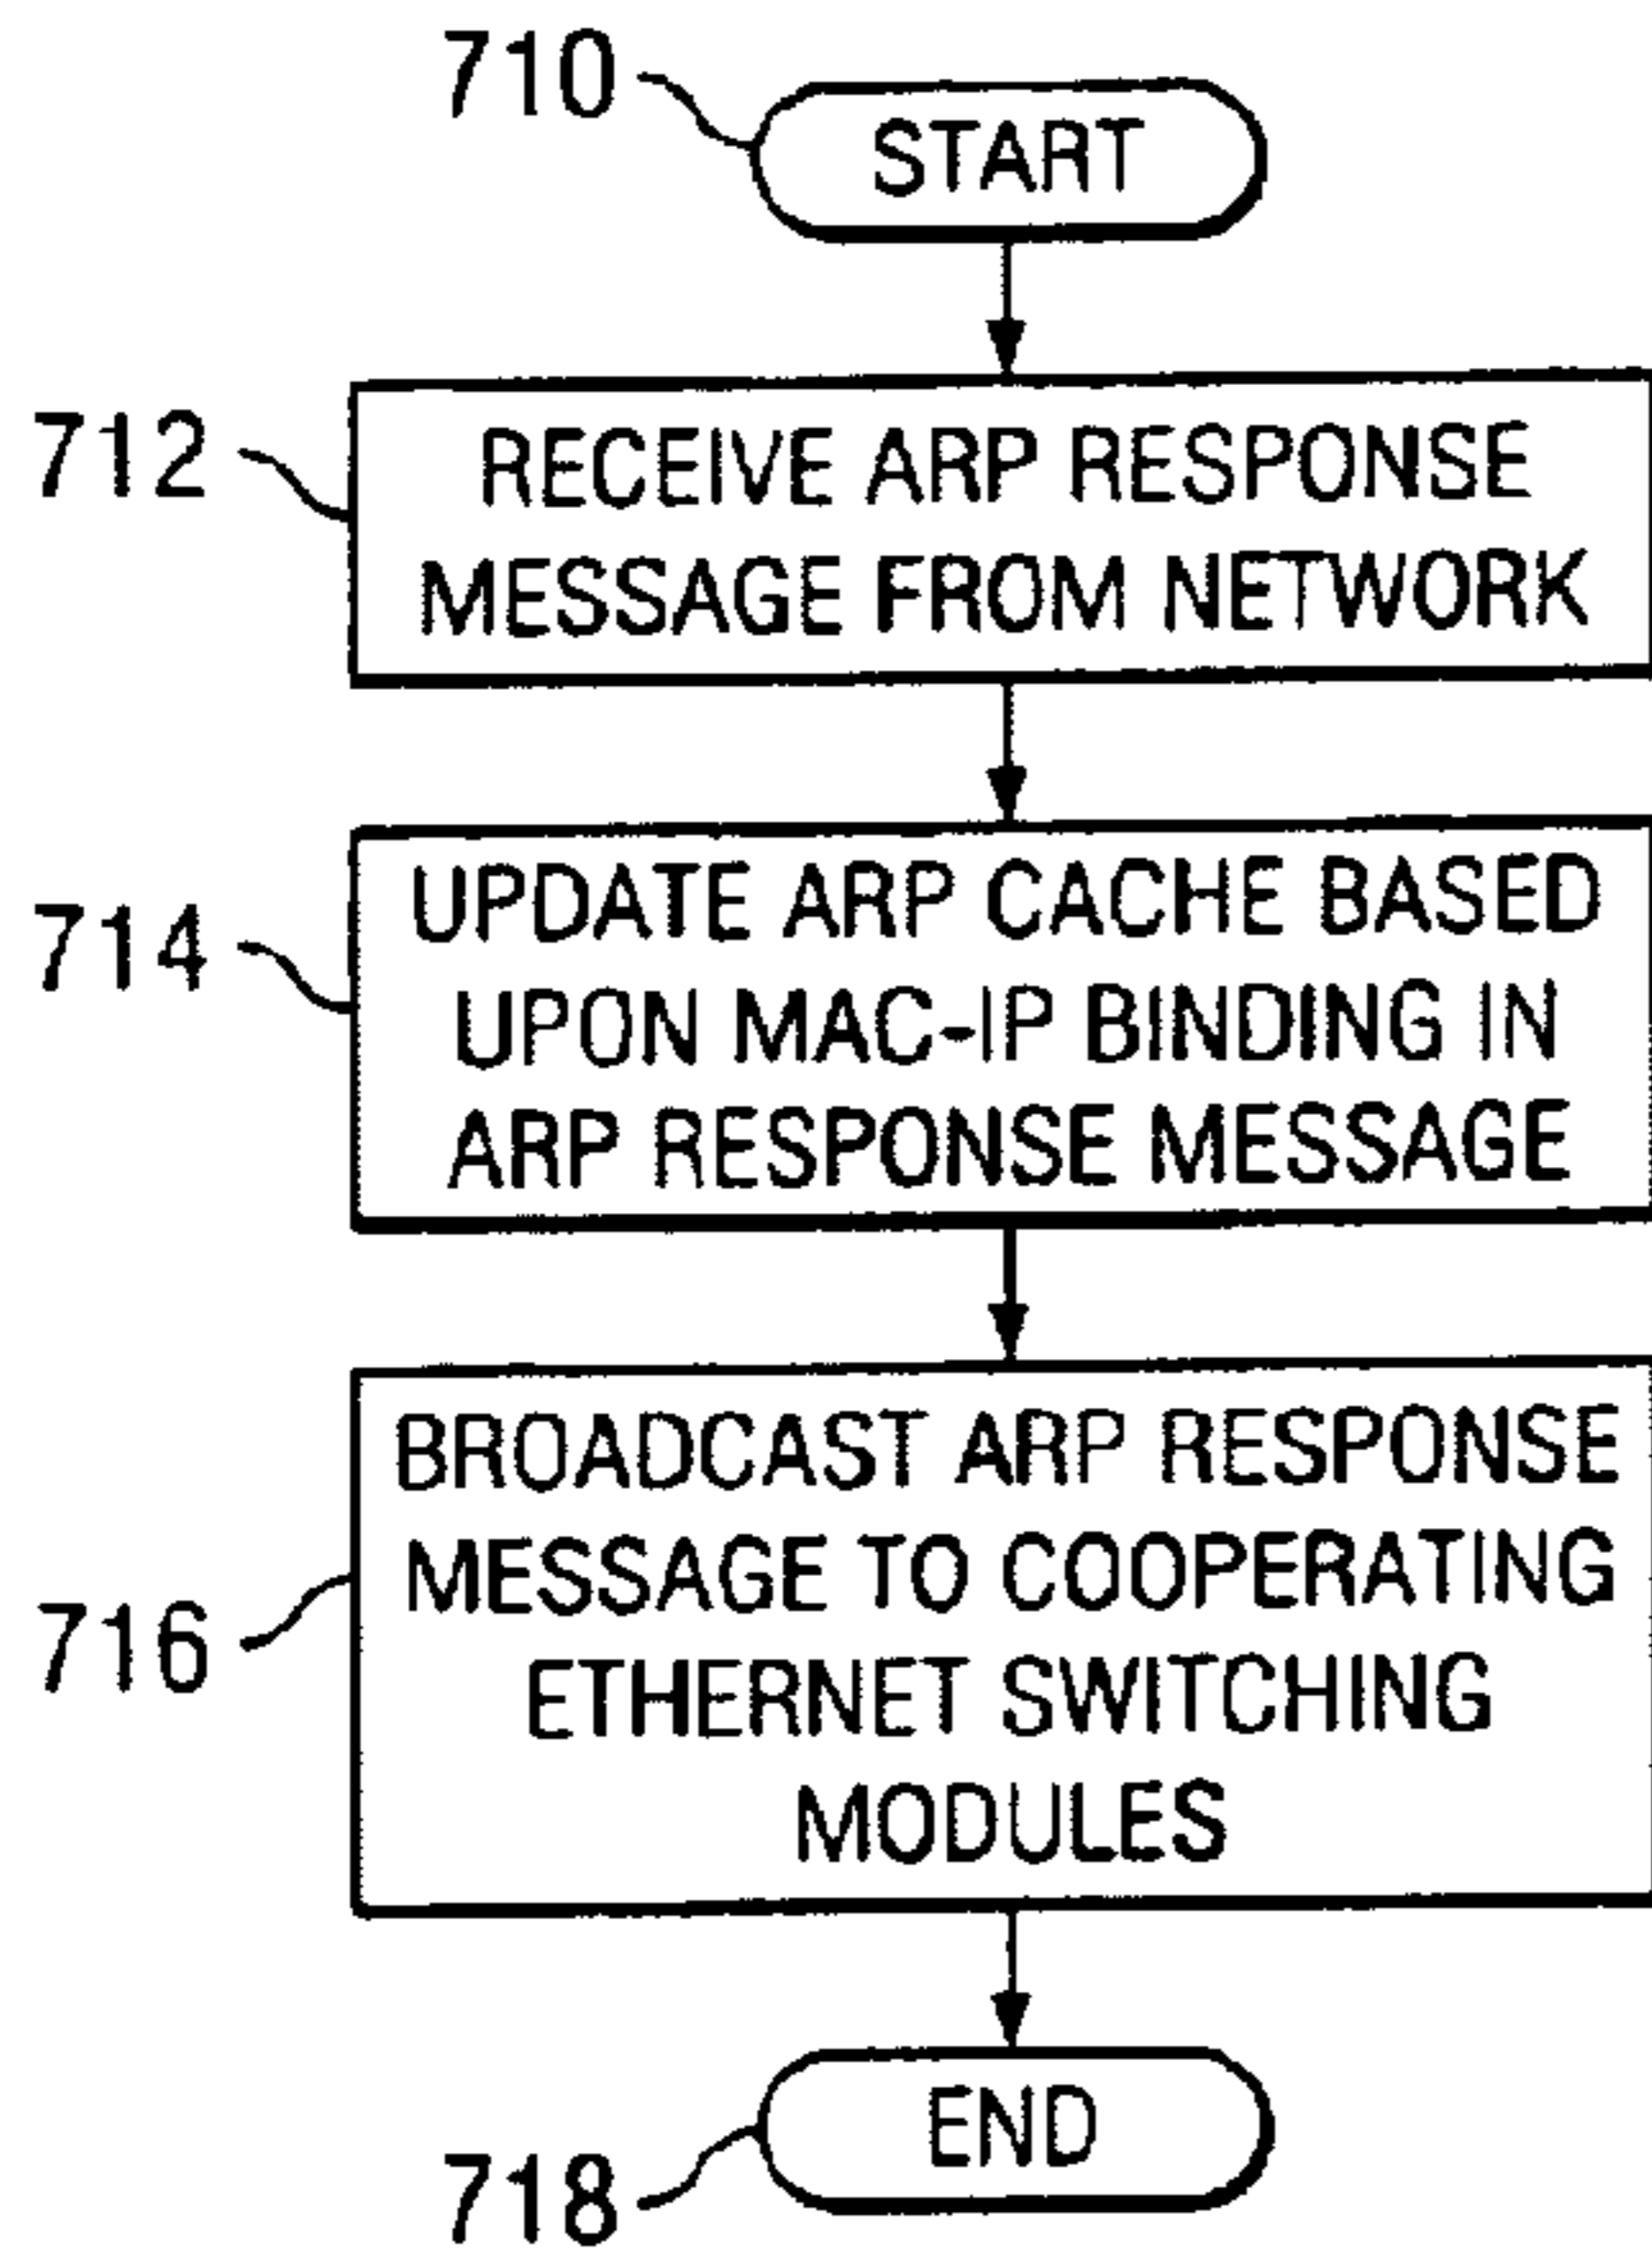 710
START
712
RECEIVE ARP RESPONSE
MESSAGE FROM NETWORK
714
UPDATE ARP CACHE BASED
UPON MAC-IP BINDING IN
ARP RESPONSE MESSAGE
716
BROADCAST ARP RESPONSE
MESSAGE TO COOPERATING
ETHERNET SWITCHING
MODULES
718
END